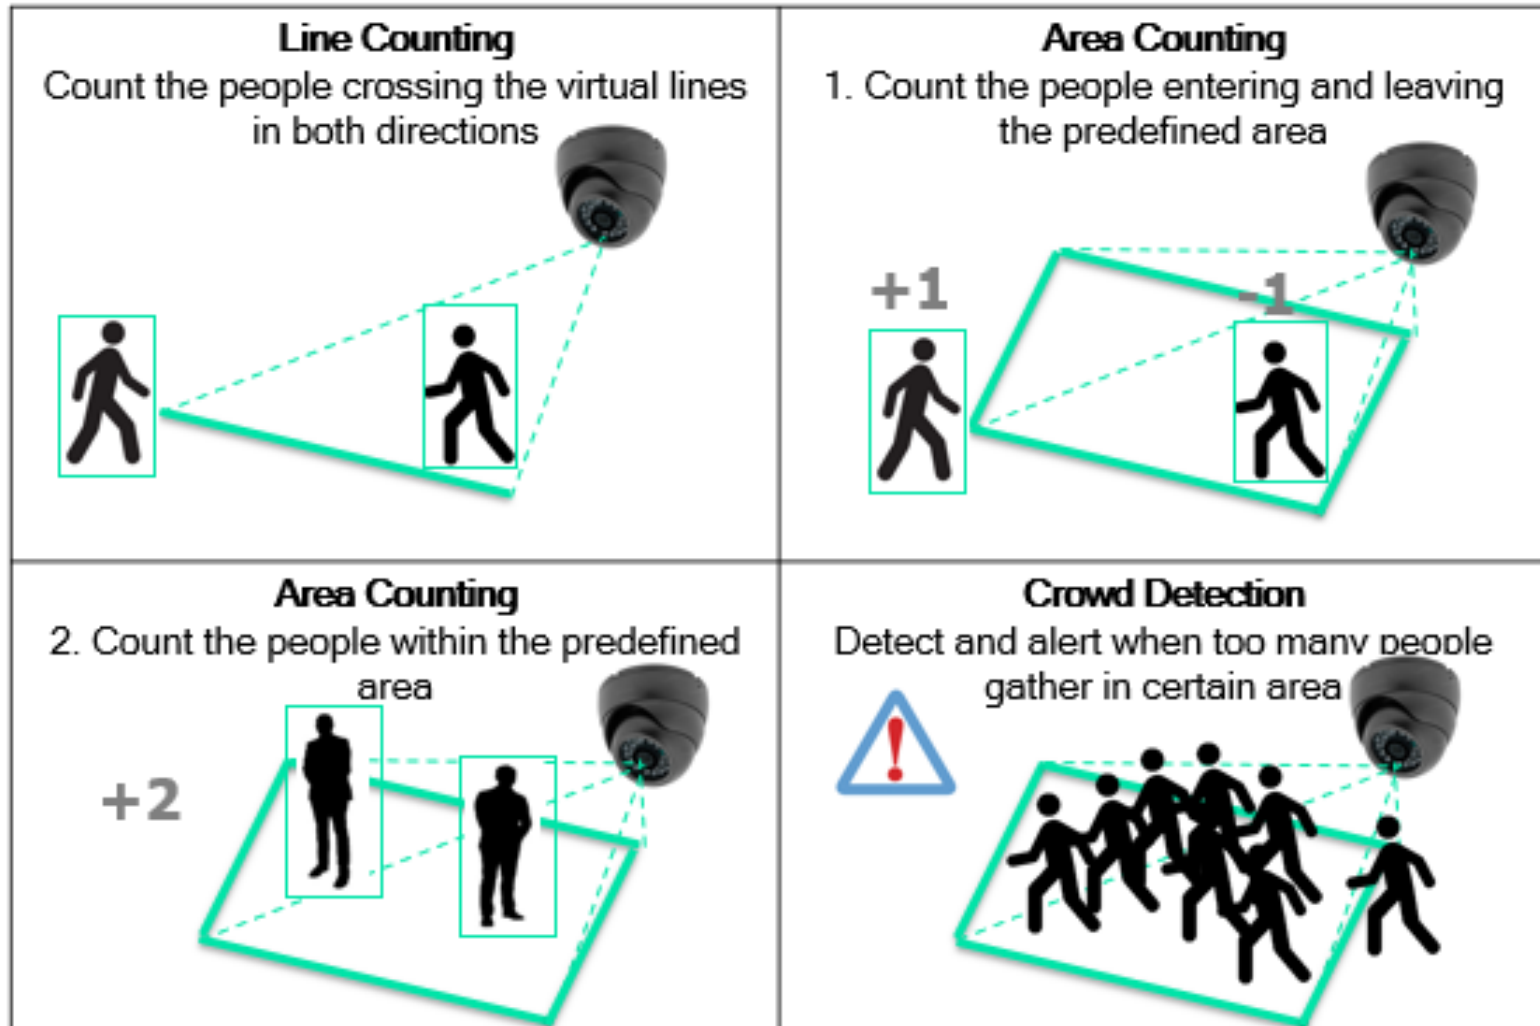 Line Counting
Count the people crossing the virtual lines
in both directions
Area Counting
1. Count the people entering and leaving
the predefined area
+1
-1
Area Counting
2. Count the people within the predefined
area
+2
Crowd Detection
Detect and alert when too many people
gather in certain area